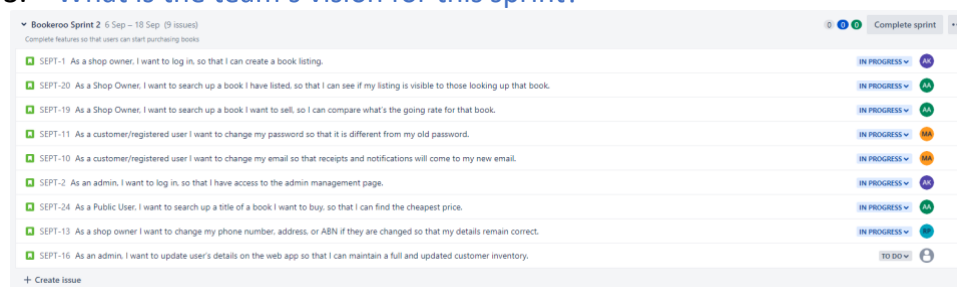 What is the team's vision for this sprint?
Bookeroo Sprint 2 6 Sep – 18 Sep (9 issues)
0 0 0 Complete sprint
Complete features so that users can start purchasing books
SEPT-1 As a shop owner, I want to log in, so that I can create a book listing. IN PROGRESS AK
SEPT-20 As a Shop Owner, I want to search up a book I have listed, so that I can see if my listing is visible to those looking up that book. IN PROGRESS AA
SEPT-19 As a Shop Owner, I want to search up a book I want to sell, so I can compare what's the going rate for that book. IN PROGRESS AA
SEPT-11 As a customer/registered user I want to change my password so that it is different from my old password. IN PROGRESS MA
SEPT-10 As a customer/registered user I want to change my email so that receipts and notifications will come to my new email. IN PROGRESS MA
SEPT-2 As an admin, I want to log in, so that I have access to the admin management page. IN PROGRESS AK
SEPT-24 As a Public User, I want to search up a title of a book I want to buy, so that I can find the cheapest price. IN PROGRESS AA
SEPT-13 As a shop owner I want to change my phone number, address, or ABN if they are changed so that my details remain correct. IN PROGRESS
SEPT-16 As an admin, I want to update user's details on the web app so that I can maintain a full and updated customer inventory. TO DO
+ Create issue